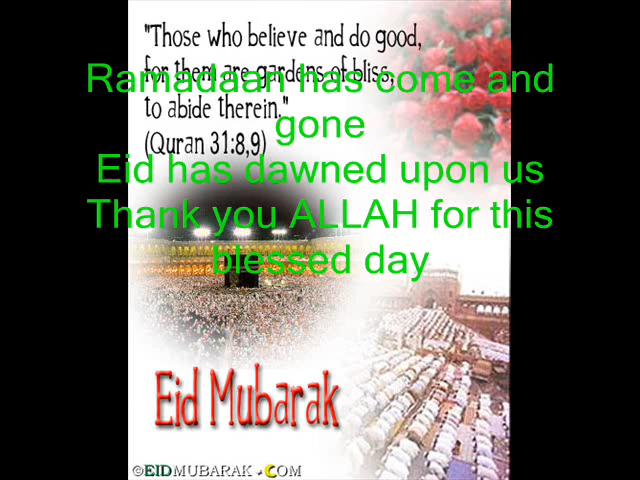 "Those who believe and do good,
for them are gardens of bliss,
to abide therein."
(Quran 31:8,9)
Ramadaan has come and
gone
Eid has dawned upon us
Thank you ALLAH for this
blessed day
Eid Mubarak
©EIDMUBARAK.COM